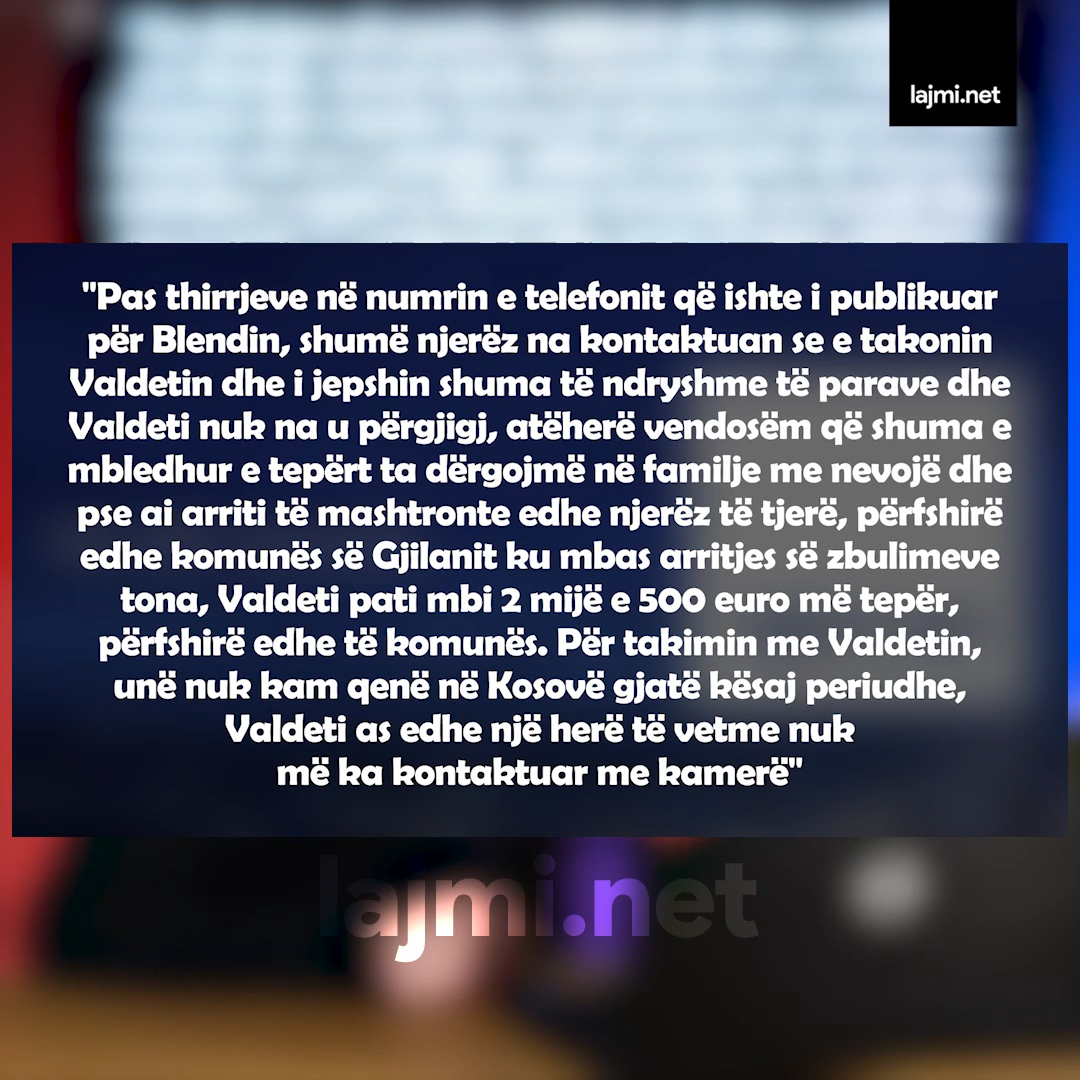 lajmi.net
"Pas thirrjeve në numrin e telefonit që ishte i publikuar
për Blendin, shumë njerëz na kontaktuan se e takonin
Valdetin dhe i jepshin shuma të ndryshme të parave dhe
Valdeti nuk na u përgjigj, atëherë vendosëm që shuma e
mbledhur e tepërt ta dërgojmë në familje me nevojë dhe
pse ai arriti të mashtronte edhe njerëz të tjerë, përfshirë
edhe komunës së Gjilanit ku mbas arritjes së zbulimeve
tona, Valdeti pati mbi 2 mijë e 500 euro më tepër,
përfshirë edhe të komunës. Për takimin me Valdetin,
unë nuk kam qenë në Kosovë gjatë kësaj periudhe,
Valdeti as edhe një herë të vetme nuk
më ka kontaktuar me kamerë"
lajmi.net